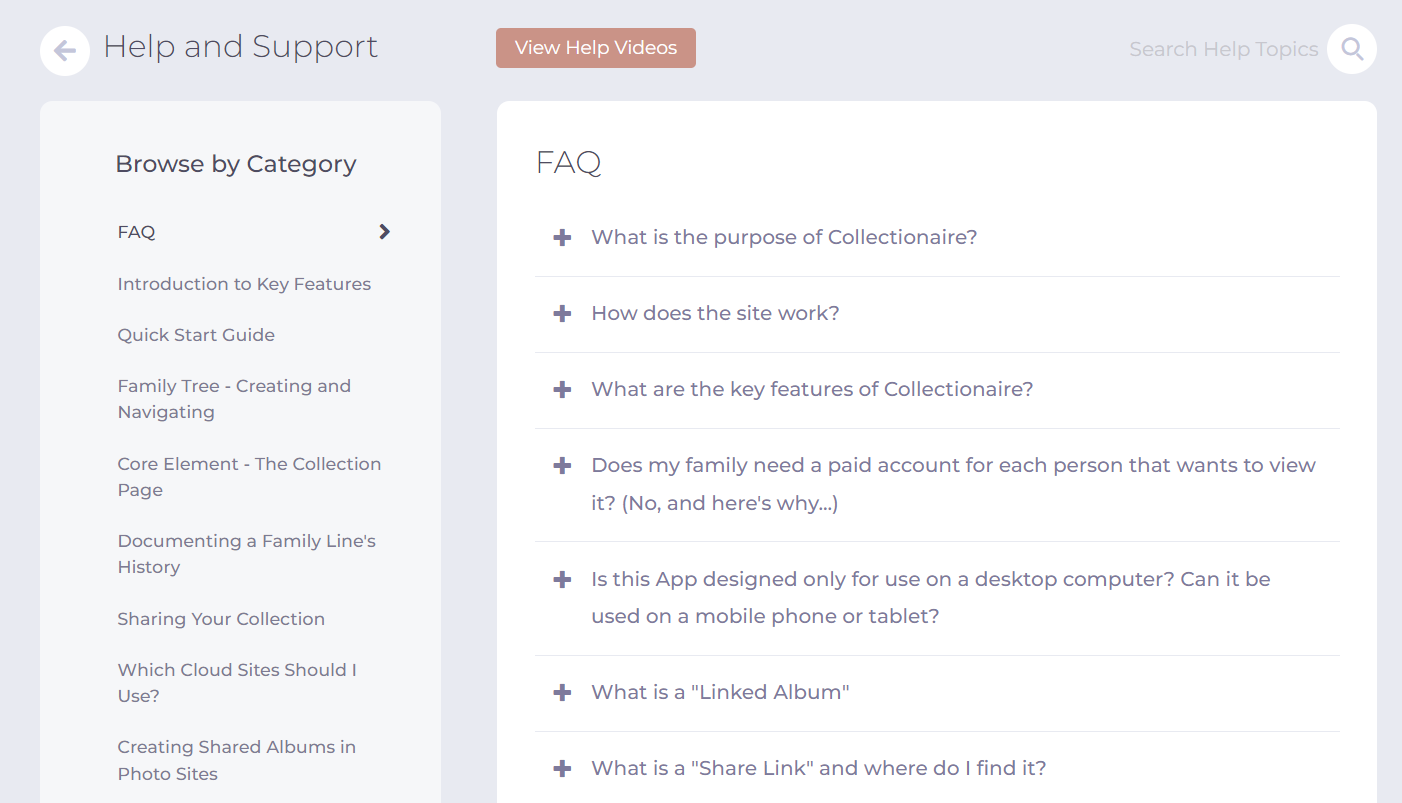 Help and Support
View Help Videos
Search Help Topics
Browse by Category
FAQ
Introduction to Key Features
Quick Start Guide
Family Tree - Creating and
Navigating
Core Element - The Collection
Page
Documenting a Family Line's
History
Sharing Your Collection
Which Cloud Sites Should I
Use?
Creating Shared Albums in
Photo Sites
FAQ
What is the purpose of Collectionaire?
How does the site work?
What are the key features of Collectionaire?
Does my family need a paid account for each person that wants to view
it? (No, and here's why...)
Is this App designed only for use on a desktop computer? Can it be
used on a mobile phone or tablet?
What is a "Linked Album"
What is a "Share Link" and where do I find it?